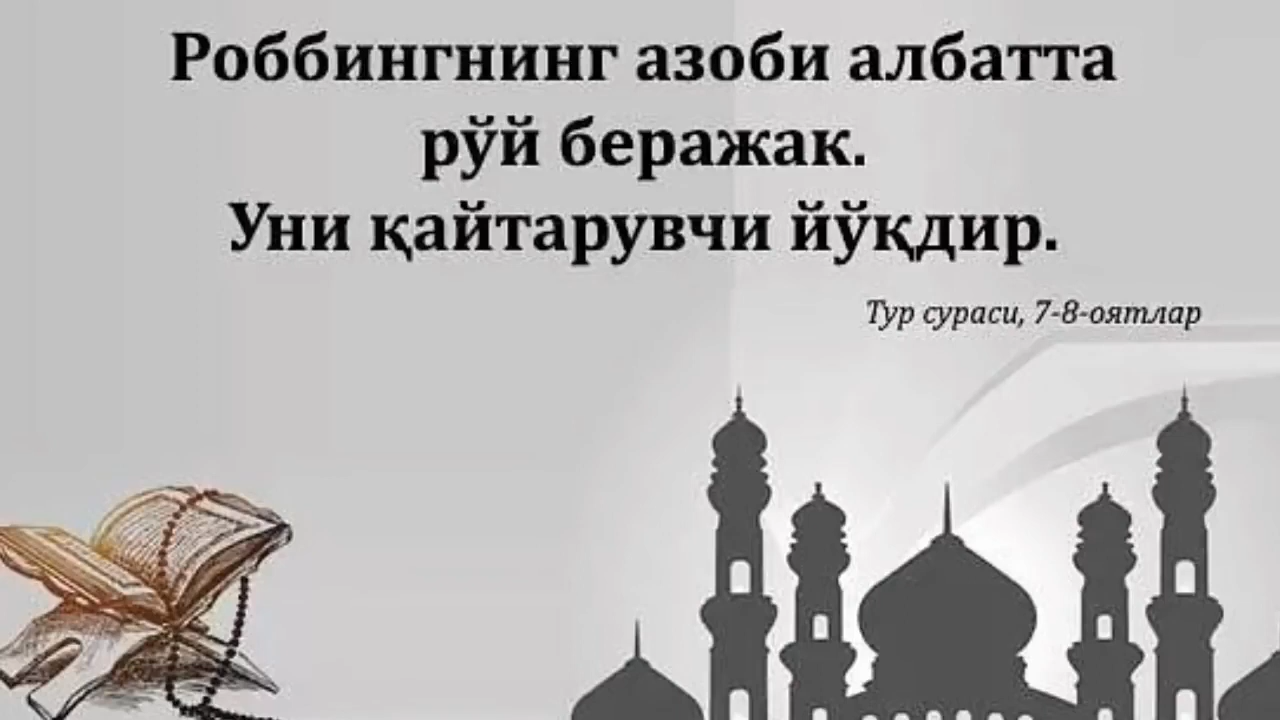 Роббингнинг азоби албатта
рўй беражак.
Уни қайтарувчи йўқдир.
Тур сураси, 7-8-оятлар